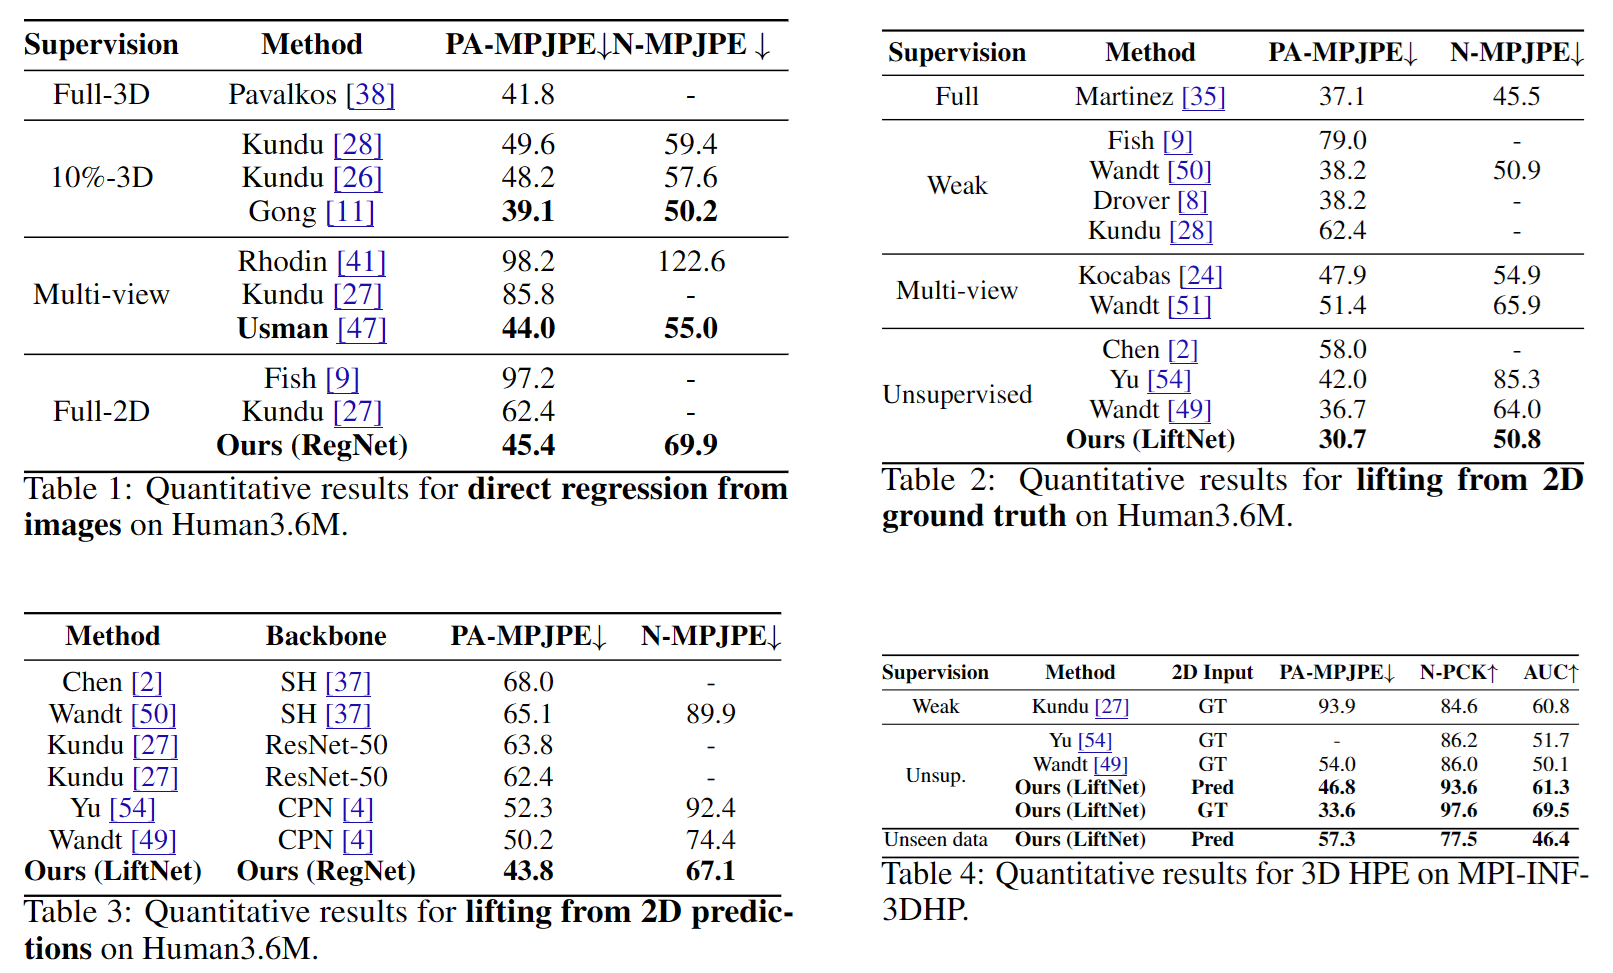 Supervision Method PA-MPJPE↓N-MPJPE ↓
Full-3D Pavalkos [38] 41.8 -
Kundu [28] 49.6 59.4
10%-3D Kundu [26] 48.2 57.6
Gong [11] 39.1 50.2
Rhodin [41] 98.2 122.6
Multi-view Kundu [27] 85.8 -
Usman [47] 44.0 55.0
Fish [9] 97.2 -
Full-2D Kundu [27] 62.4 -
Ours (RegNet) 45.4 69.9
Table 1: Quantitative results for direct regression from
images on Human3.6M.
Supervision Method PA-MPJPE↓ N-MPJPE↓
Full Martinez [35] 37.1 45.5
Fish [9] 79.0 -
Wandt [50] 38.2 50.9
Weak
Drover [8] 38.2 -
Kundu [28] 62.4 -
Kocabas [24] 47.9 54.9
Multi-view
Wandt [51] 51.4 65.9
Chen [2] 58.0 -
Yu [54] 42.0 85.3
Unsupervised
Wandt [49] 36.7 64.0
Ours (LiftNet) 30.7 50.8
Table 2: Quantitative results for lifting from 2D
ground truth on Human3.6M.
Method Backbone PA-MPJPE↓ N-MPJPE↓
Chen [2] SH [37] 68.0 -
Wandt [50] SH [37] 65.1 89.9
Kundu [27] ResNet-50 63.8 -
Kundu [27] ResNet-50 62.4 -
Yu [54] CPN [4] 52.3 92.4
Wandt [49] CPN [4] 50.2 74.4
Ours (LiftNet) Ours (RegNet) 43.8 67.1
Table 3: Quantitative results for lifting from 2D predic-
tions on Human3.6M.
Supervision Method 2D Input PA-MPJPE↓ N-PCK↑ AUC↑
Weak Kundu [27] GT 93.9 84.6 60.8
Yu [54] GT - 86.2 51.7
Wandt [49] GT 54.0 86.0 50.1
Unsup.
Ours (LiftNet) Pred 46.8 93.6 61.3
Ours (LiftNet) GT 33.6 97.6 69.5
Unseen data Ours (LiftNet) Pred 57.3 77.5 46.4
Table 4: Quantitative results for 3D HPE on MPI-INF-
3DHP.